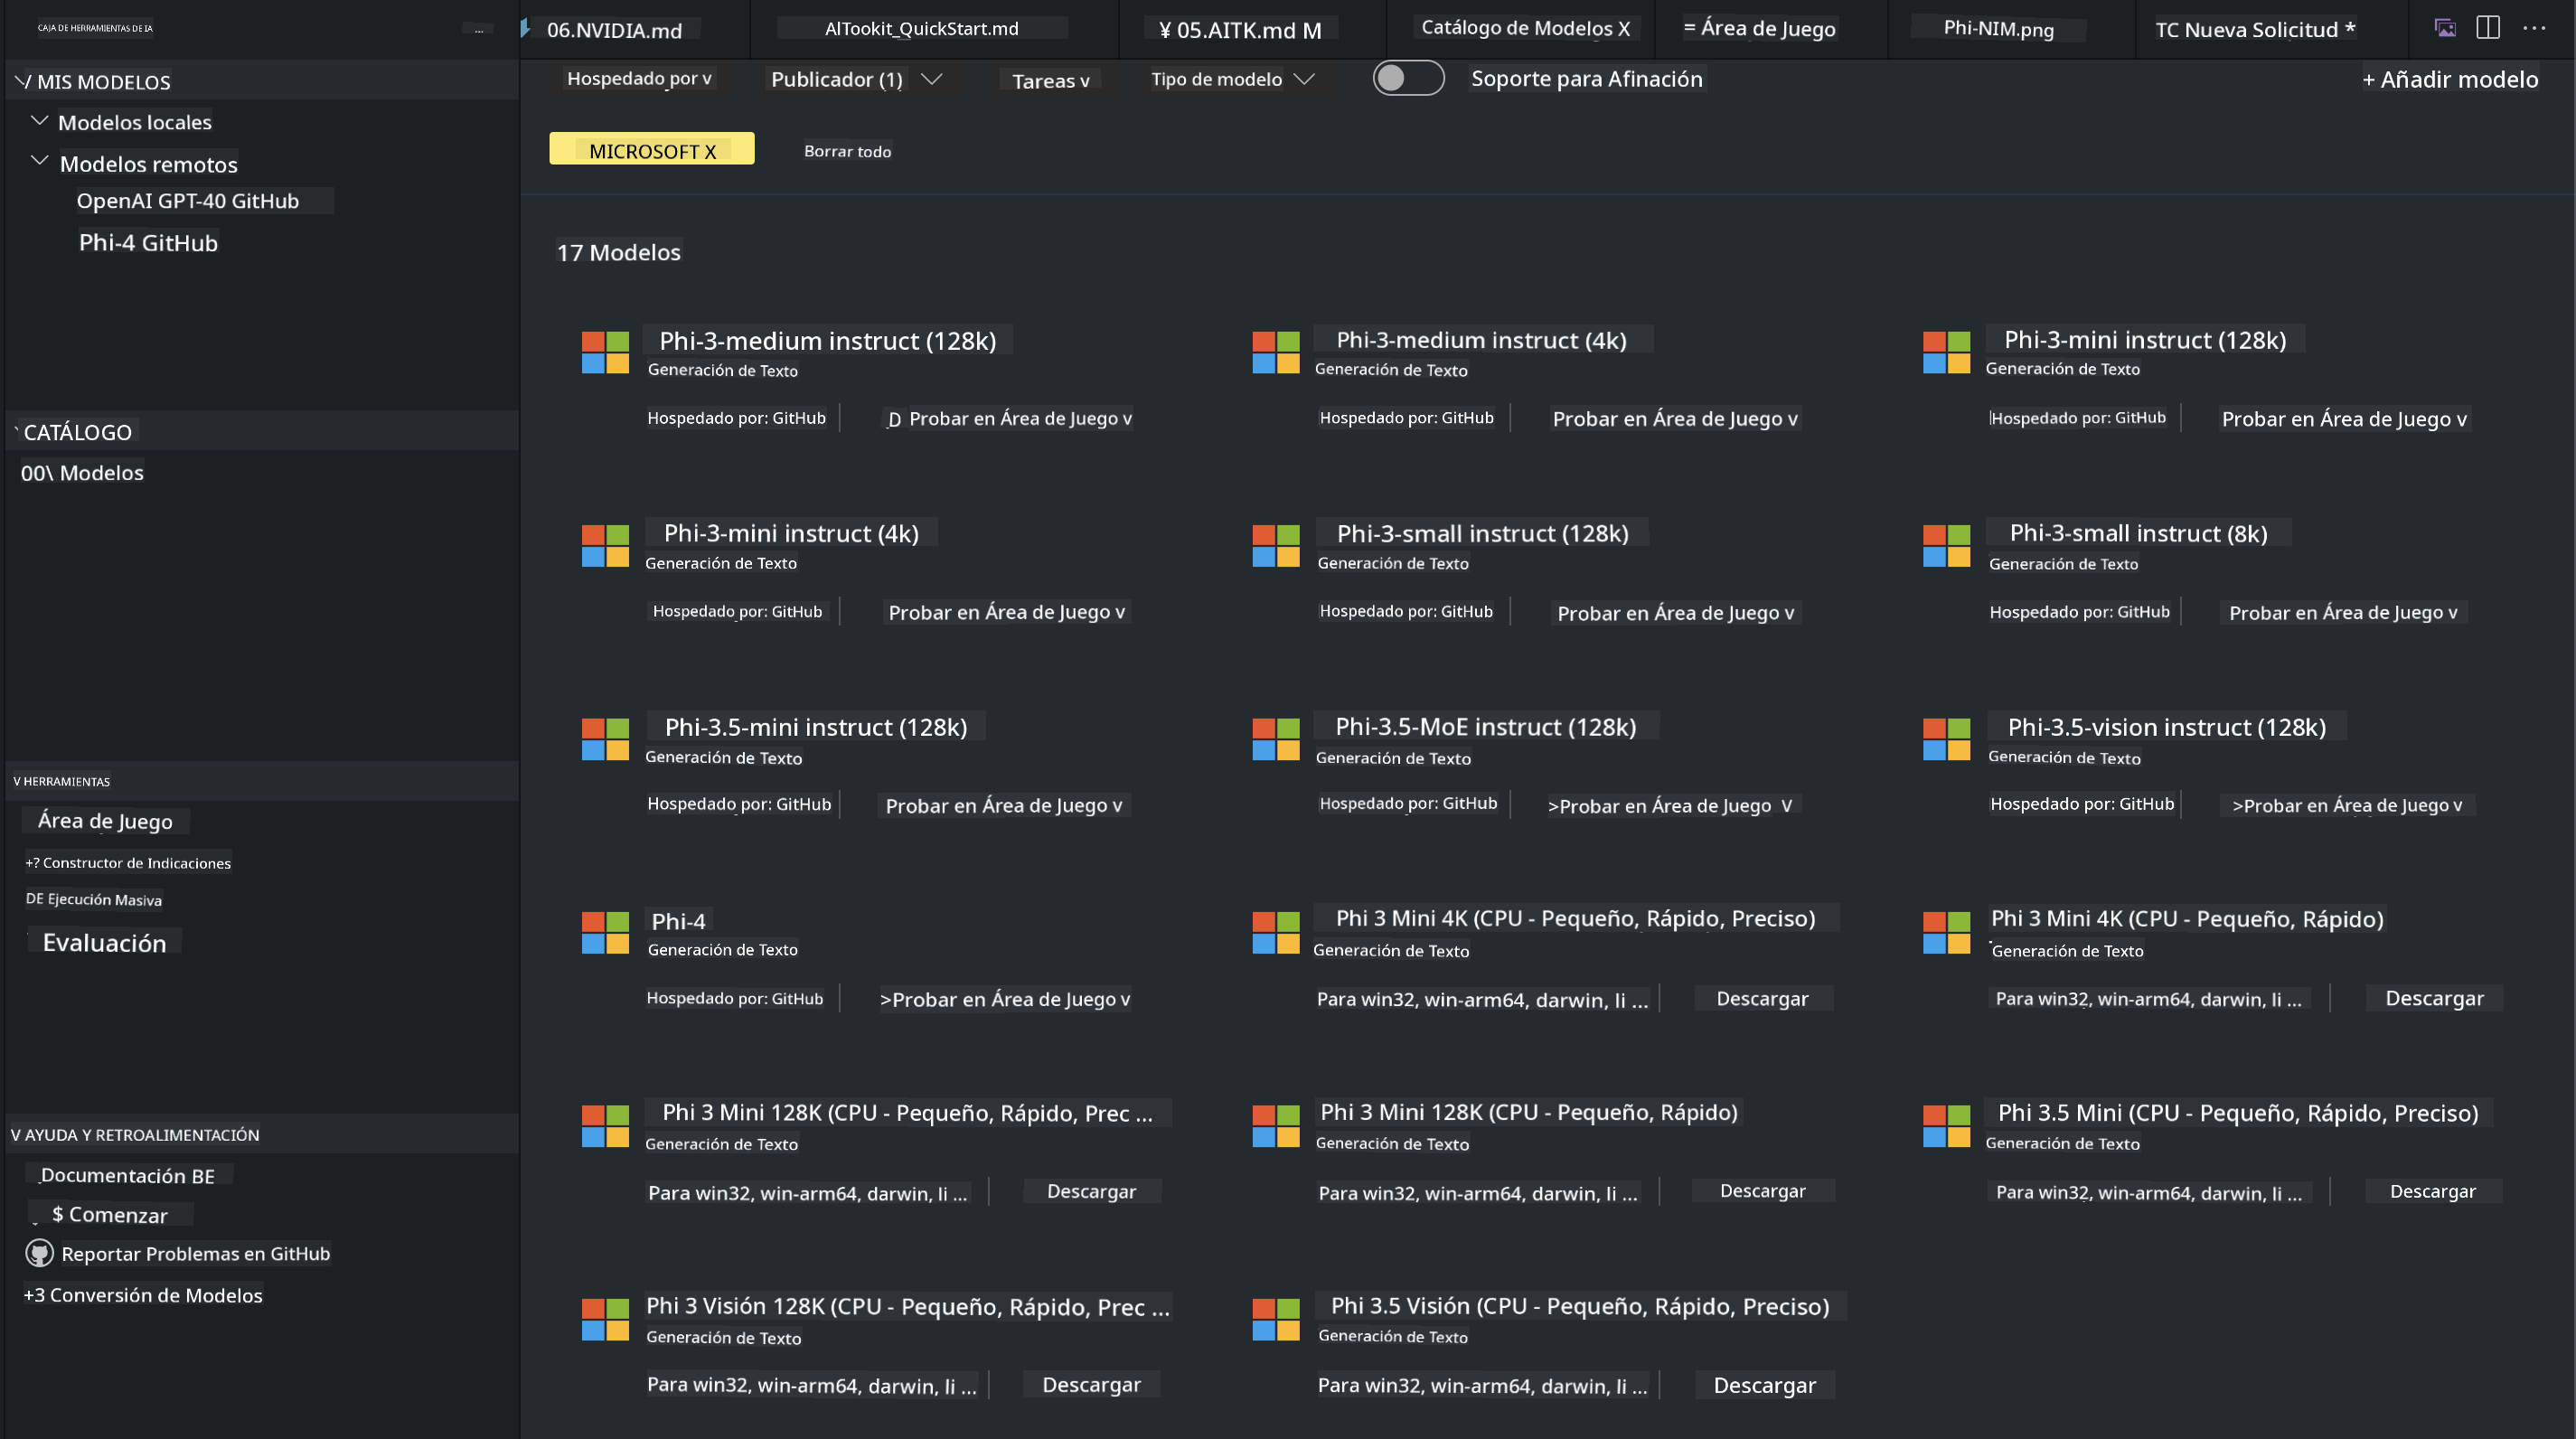 CAJA DE HERRAMIENTAS DE IA
...
06.NVIDIA.md
AlTookit_QuickStart.md
¥ 05.AITK.md M
Catálogo de Modelos X
= Área de Juego
Phi-NIM.png
TC Nueva Solicitud *
V MIS MODELOS
Modelos locales
Modelos remotos
OpenAI GPT-40 GitHub
Phi-4 GitHub
CATÁLOGO
00\ Modelos
V HERRAMIENTAS
Área de Juego
+? Constructor de Indicaciones
DE Ejecución Masiva
Evaluación
V AYUDA Y RETROALIMENTACIÓN
Documentación BE
$ Comenzar
Reportar Problemas en GitHub
+3 Conversión de Modelos
Hospedado por v
Publicador (1)
Tareas v
Tipo de modelo
Soporte para Afinación
+ Añadir modelo
MICROSOFT X
Borrar todo
17 Modelos
Phi-3-medium instruct (128k)
Generación de Texto
Hospedado por: GitHub
D Probar en Área de Juego v
Phi-3-medium instruct (4k)
Generación de Texto
Hospedado por: GitHub
Probar en Área de Juego v
Phi-3-mini instruct (128k)
Generación de Texto
Hospedado por: GitHub
Probar en Área de Juego v
Phi-3-mini instruct (4k)
Generación de Texto
Hospedado por: GitHub
Probar en Área de Juego v
Phi-3-small instruct (128k)
Generación de Texto
Hospedado por: GitHub
Probar en Área de Juego v
Phi-3-small instruct (8k)
Generación de Texto
Hospedado por: GitHub
Probar en Área de Juego v
Phi-3.5-mini instruct (128k)
Generación de Texto
Hospedado por: GitHub
Probar en Área de Juego v
Phi-3.5-MoE instruct (128k)
Generación de Texto
Hospedado por: GitHub
>Probar en Área de Juego V
Phi-3.5-vision instruct (128k)
Generación de Texto
Hospedado por: GitHub
>Probar en Área de Juego v
Phi-4
Generación de Texto
Hospedado por: GitHub
>Probar en Área de Juego v
Phi 3 Mini 4K (CPU - Pequeño, Rápido, Preciso)
Generación de Texto
Para win32, win-arm64, darwin, li ...
Descargar
Phi 3 Mini 4K (CPU - Pequeño, Rápido)
Generación de Texto
Para win32, win-arm64, darwin, li ...
Descargar
Phi 3 Mini 128K (CPU - Pequeño, Rápido, Prec ...
Generación de Texto
Para win32, win-arm64, darwin, li ...
Descargar
Phi 3 Mini 128K (CPU - Pequeño, Rápido)
Generación de Texto
Para win32, win-arm64, darwin, li ...
Descargar
Phi 3.5 Mini (CPU - Pequeño, Rápido, Preciso)
Generación de Texto
Para win32, win-arm64, darwin, li ...
Descargar
Phi 3 Visión 128K (CPU - Pequeño, Rápido, Prec ...
Generación de Texto
Para win32, win-arm64, darwin, li ...
Descargar
Phi 3.5 Visión (CPU - Pequeño, Rápido, Preciso)
Generación de Texto
Para win32, win-arm64, darwin, li ...
Descargar